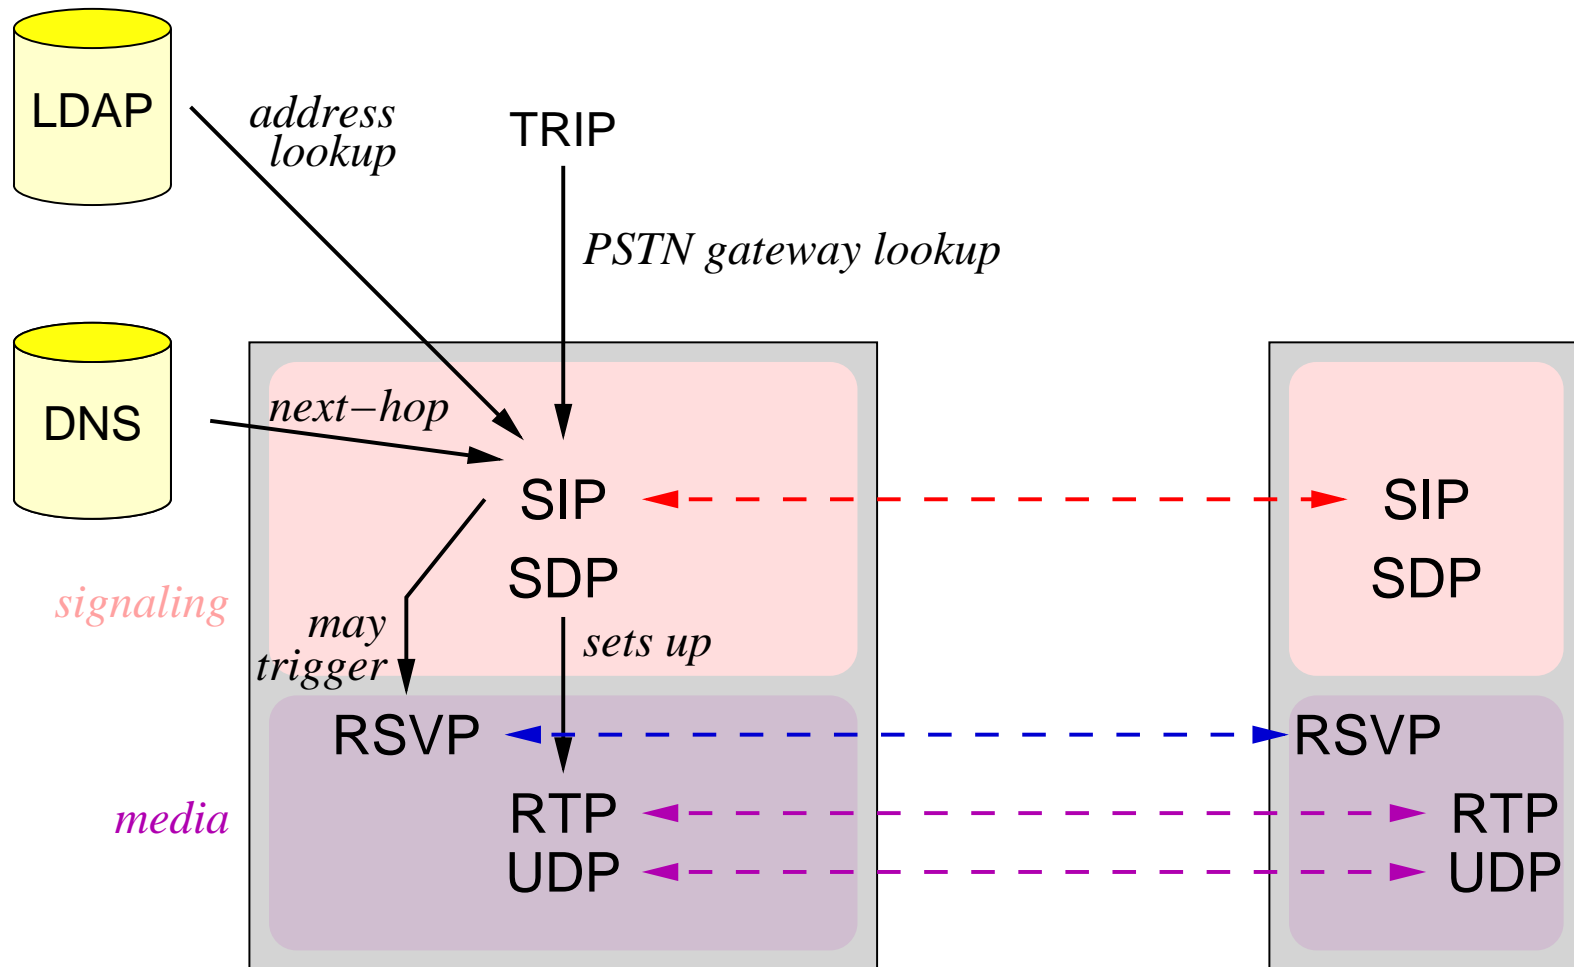 LDAP
address
lookup
TRIP
PSTN gateway lookup
DNS
next−hop
SIP
SIP
SDP
SDP
signaling
may
trigger
sets up
RSVP
RSVP
media
RTP
RTP
UDP
UDP